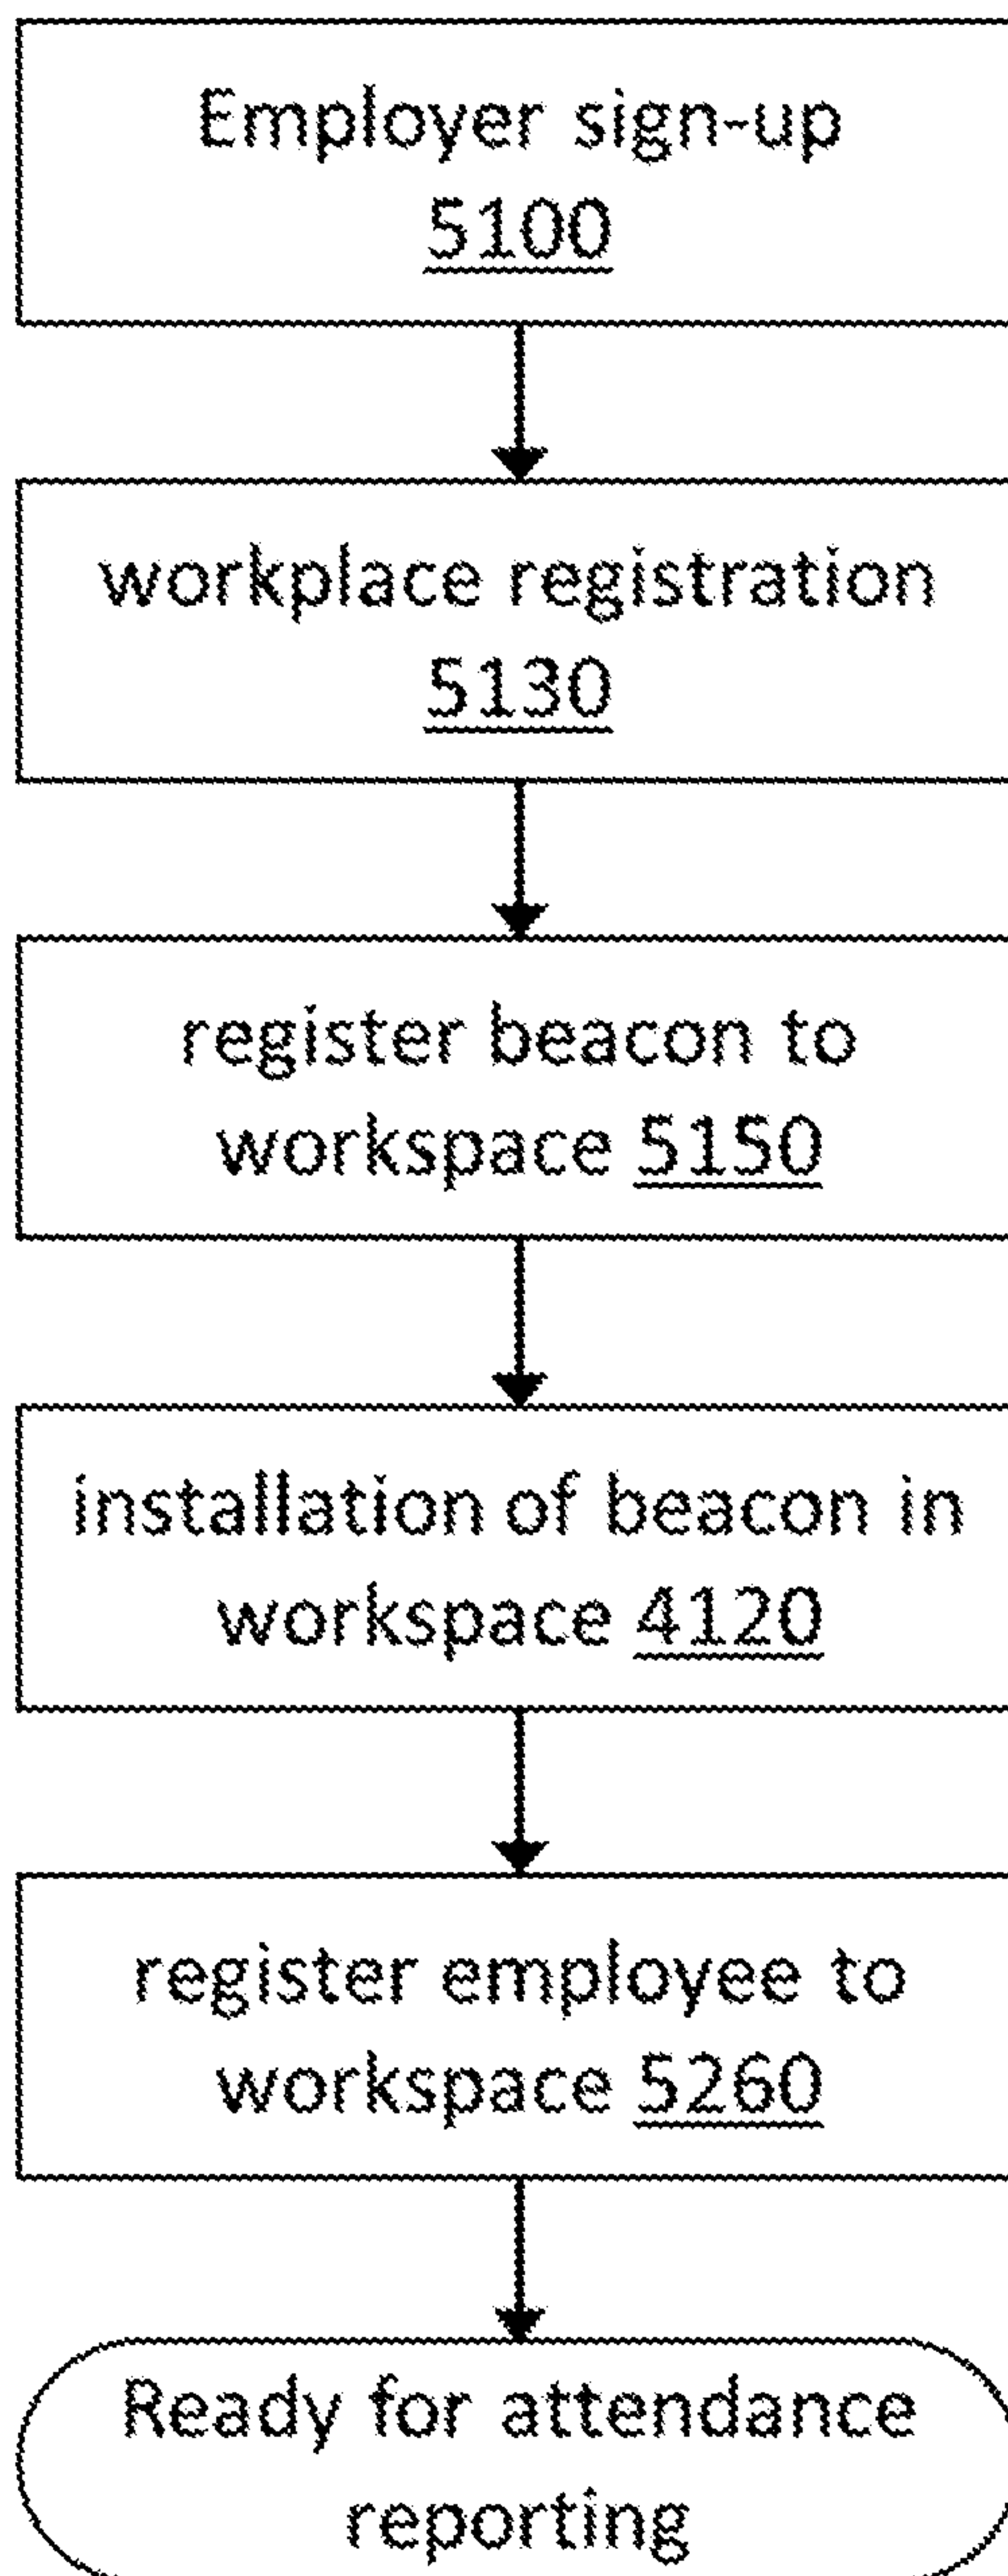 Employer sign-up
5100
workplace registration
5130
register beacon to
workspace 5150
installation of beacon in
workspace 4120
register employee to
workspace 5260
Ready for attendance
reporting